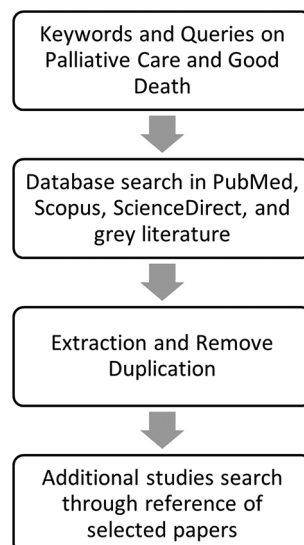 Keywords and Queries on
Palliative Care and Good
Death
Database search in PubMed,
Scopus, ScienceDirect, and
grey literature
Extraction and Remove
Duplication
Additional studies search
through reference of
selected papers